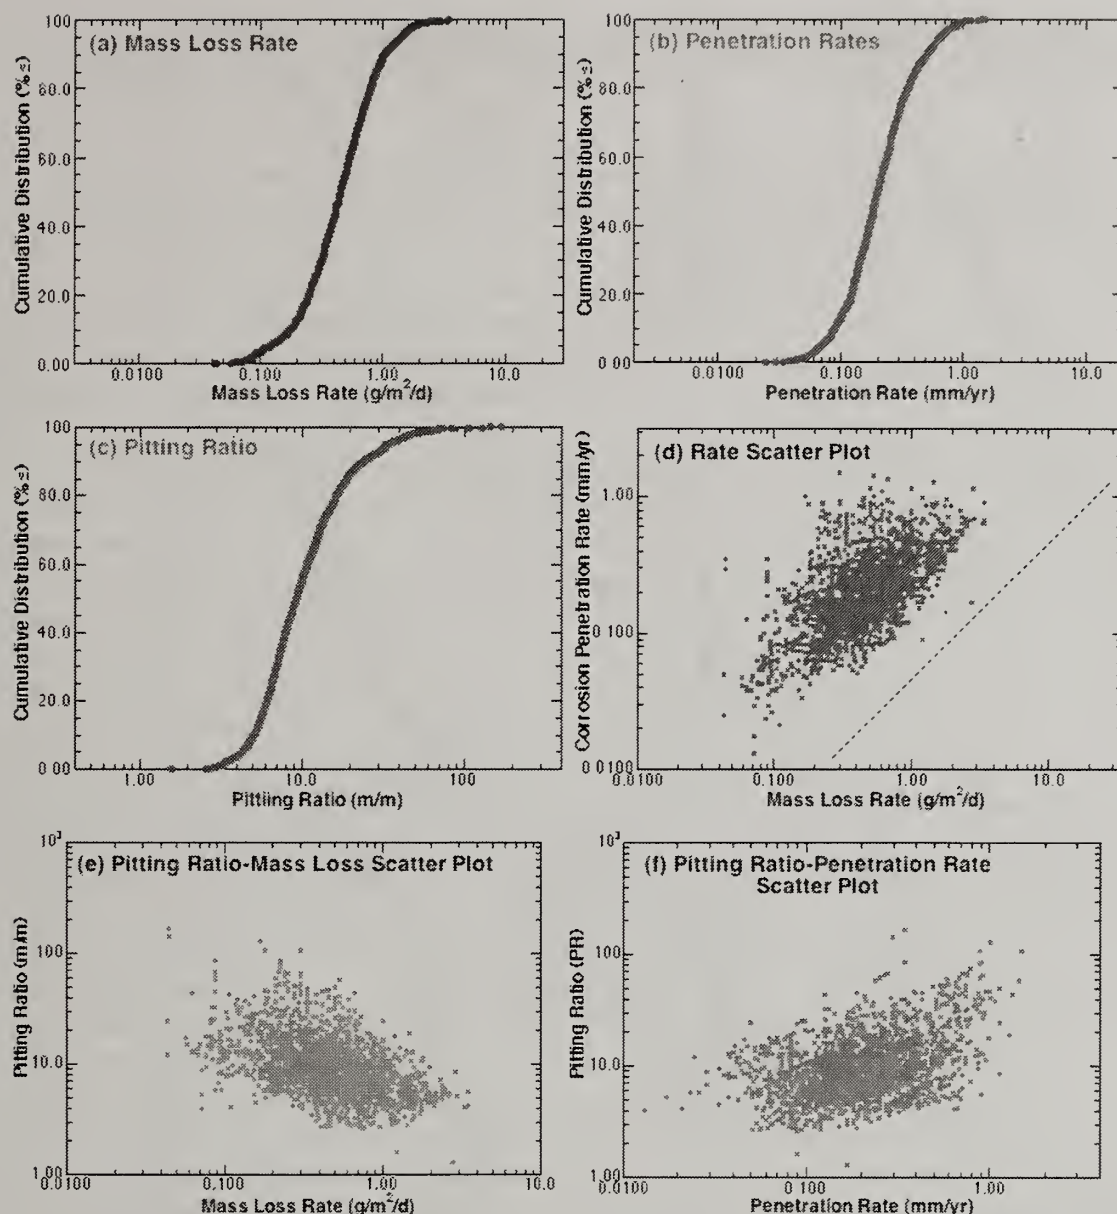 (a) Mass Loss Rate
Cumulative Distribution (%≤)
100
80.0
60.0
40.0
20.0
0.00
0.0100 0.100 1.00 10.0
Mass Loss Rate (g/m²/d)
(b) Penetration Rates
Cumulative Distribution (%≤)
100
80.0
60.0
40.0
20.0
0.00
0.0100 0.100 1.00 10.0
Penetration Rate (mm/yr)
(c) Pitting Ratio
Cumulative Distribution (%≤)
100
80.0
60.0
40.0
20.0
0.00
1.00 10.0 100
Pittiing Ratio (m/m)
(d) Rate Scatter Plot
Corrosion Penetration Rate (mm/yr)
1.00
0.100
0.0100
0.0100 0.100 1.00 10.0
Mass Loss Rate (g/m²/d)
(e) Pitting Ratio-Mass Loss Scatter Plot
Pitting Ratio (m/m)
10³
100
10.0
1.00
0.0100 0.100 1.00 10.0
Mass Loss Rate (g/m²/d)
(f) Pitting Ratio-Penetration Rate
Scatter Plot
Pitting Ratio (PR)
10³
100
10.0
1.00
0.0100 0.100 1.00
Penetration Rate (mm/yr)